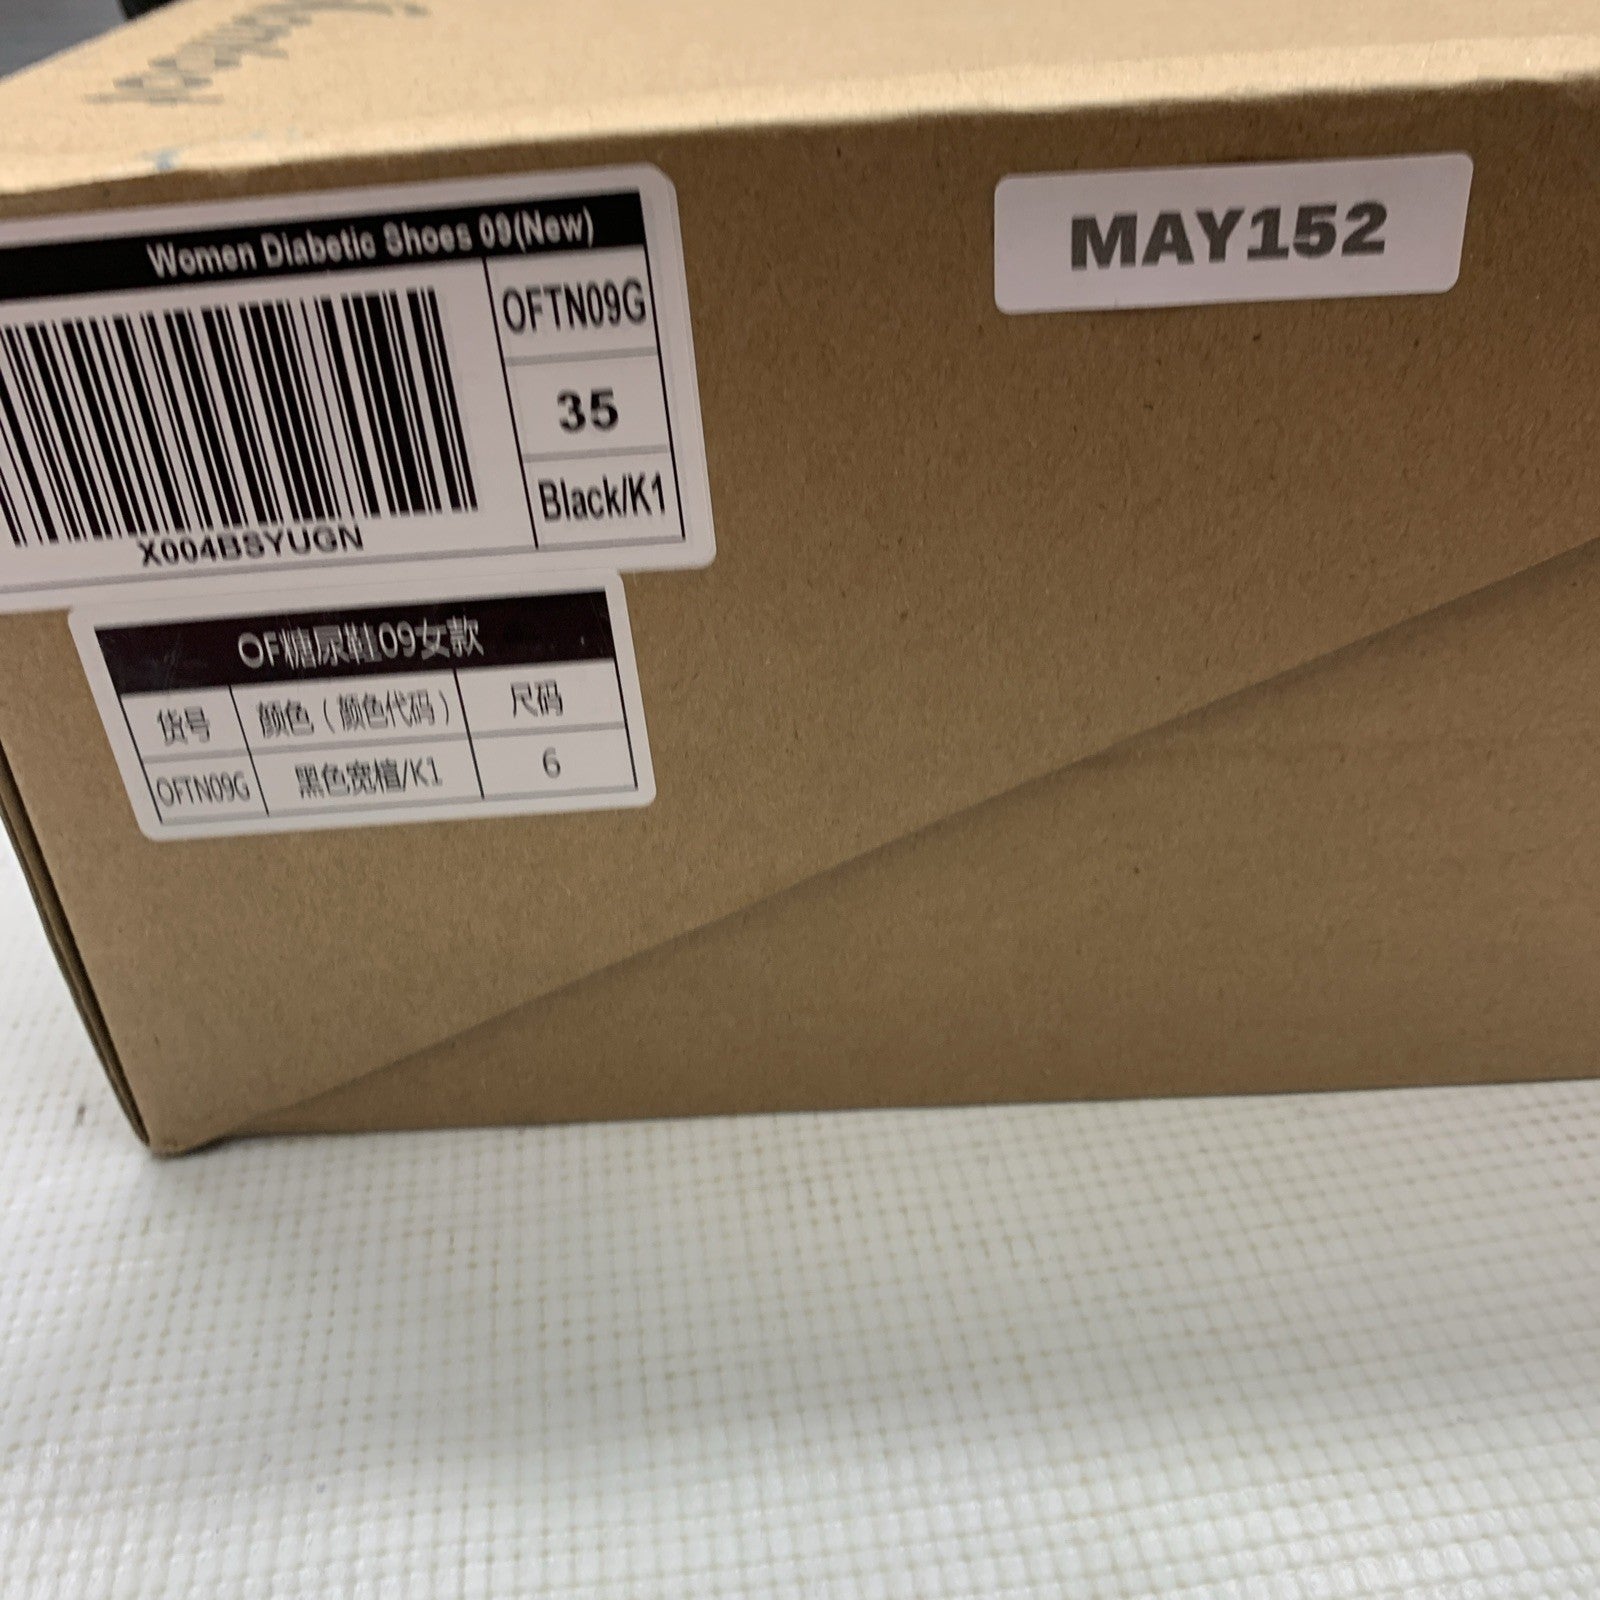 Women Diabetic Shoes 09(New)
OFTN09G
35
Black/K1
X004BSYUGN
MAY152
OF糖尿鞋09女款
货号 颜色（颜色代码） 尺码
OFTN09G 黑色宽楦/K1 6